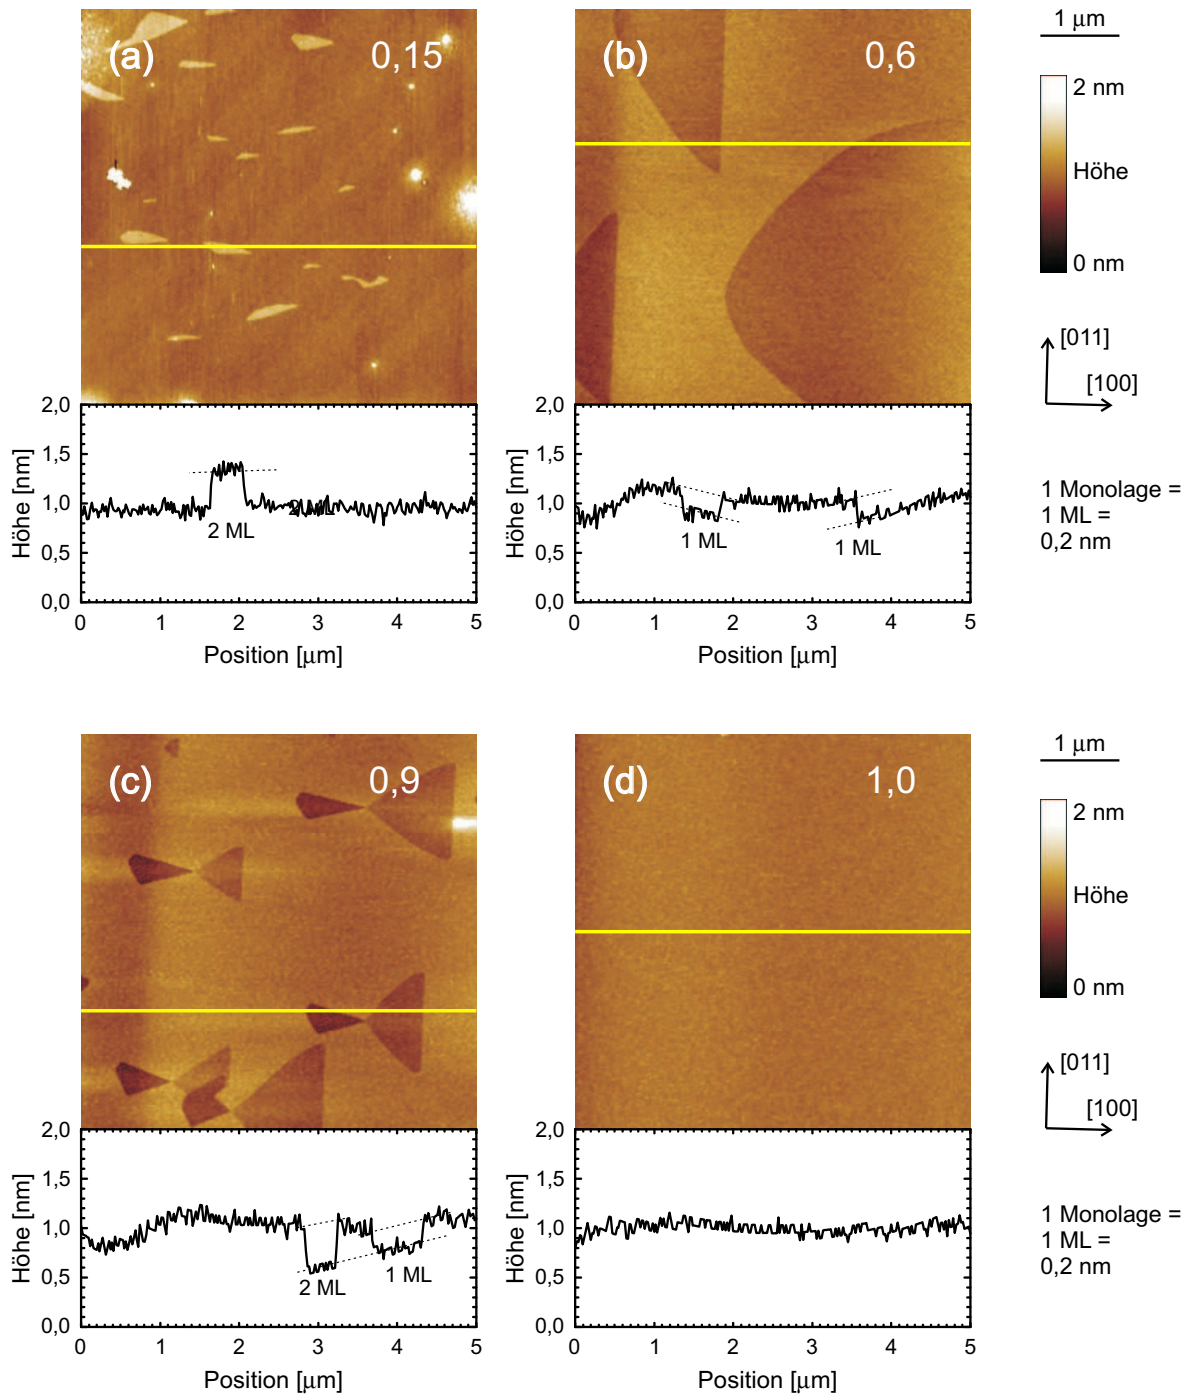 (a) 0,15
(b) 0,6
1 μm
2 nm
Höhe
0 nm
[011]
[100]
2,0
1,5
1,0
0,5
0,0
Höhe [nm]
2 ML
2 ML
0 1 2 3 4 5
Position [μm]
1 ML
1 ML
0 1 2 3 4 5
Position [μm]
2,0
1,5
1,0
0,5
0,0
Höhe [nm]
1 Monolage =
1 ML =
0,2 nm
(c) 0,9
(d) 1,0
1 μm
2 nm
Höhe
0 nm
[011]
[100]
2,0
1,5
1,0
0,5
0,0
Höhe [nm]
2 ML
1 ML
0 1 2 3 4 5
Position [μm]
2,0
1,5
1,0
0,5
0,0
Höhe [nm]
0 1 2 3 4 5
Position [μm]
1 Monolage =
1 ML =
0,2 nm